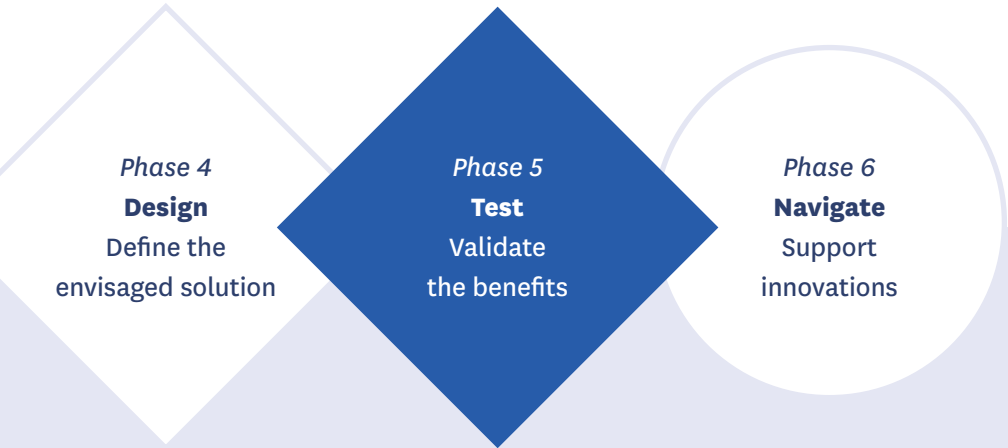 Phase 4
Design
Define the
envisaged solution
Phase 5
Test
Validate
the benefits
Phase 6
Navigate
Support
innovations